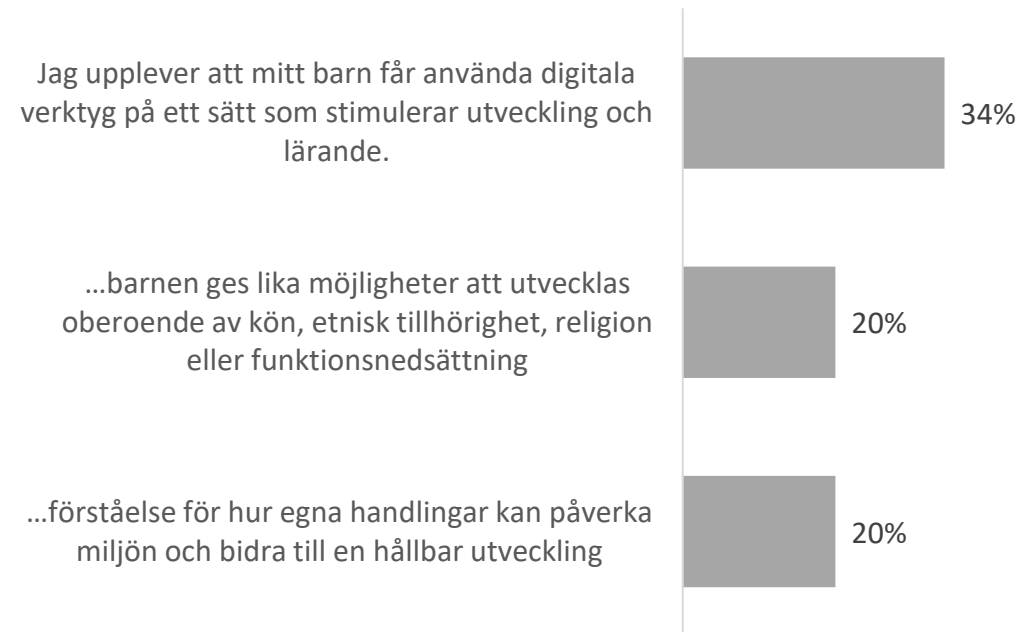 Jag upplever att mitt barn får använda digitala
verktyg på ett sätt som stimulerar utveckling och
lärande.
34%
…barnen ges lika möjligheter att utvecklas
oberoende av kön, etnisk tillhörighet, religion
eller funktionsnedsättning
20%
…förståelse för hur egna handlingar kan påverka
miljön och bidra till en hållbar utveckling
20%